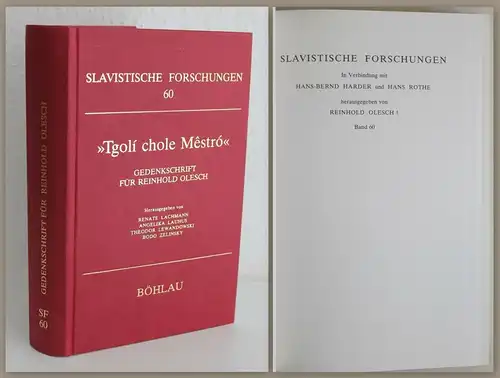 GEDENKSCHRIFT FÜR REINHOLD OLESCH
SF
60
SLAVISTISCHE FORSCHUNGEN
60
»Tgolí chole Mêstró«
GEDENKSCHRIFT
FÜR REINHOLD OLESCH
Herausgegeben von
RENATE LACHMANN
ANGELIKA LAUHUS
THEODOR LEWANDOWSKI
BODO ZELINSKY
BÖHLAU
SLAVISTISCHE FORSCHUNGEN
In Verbindung mit
HANS-BERND HARDER und HANS ROTHE
herausgegeben von
REINHOLD OLESCH †
Band 60